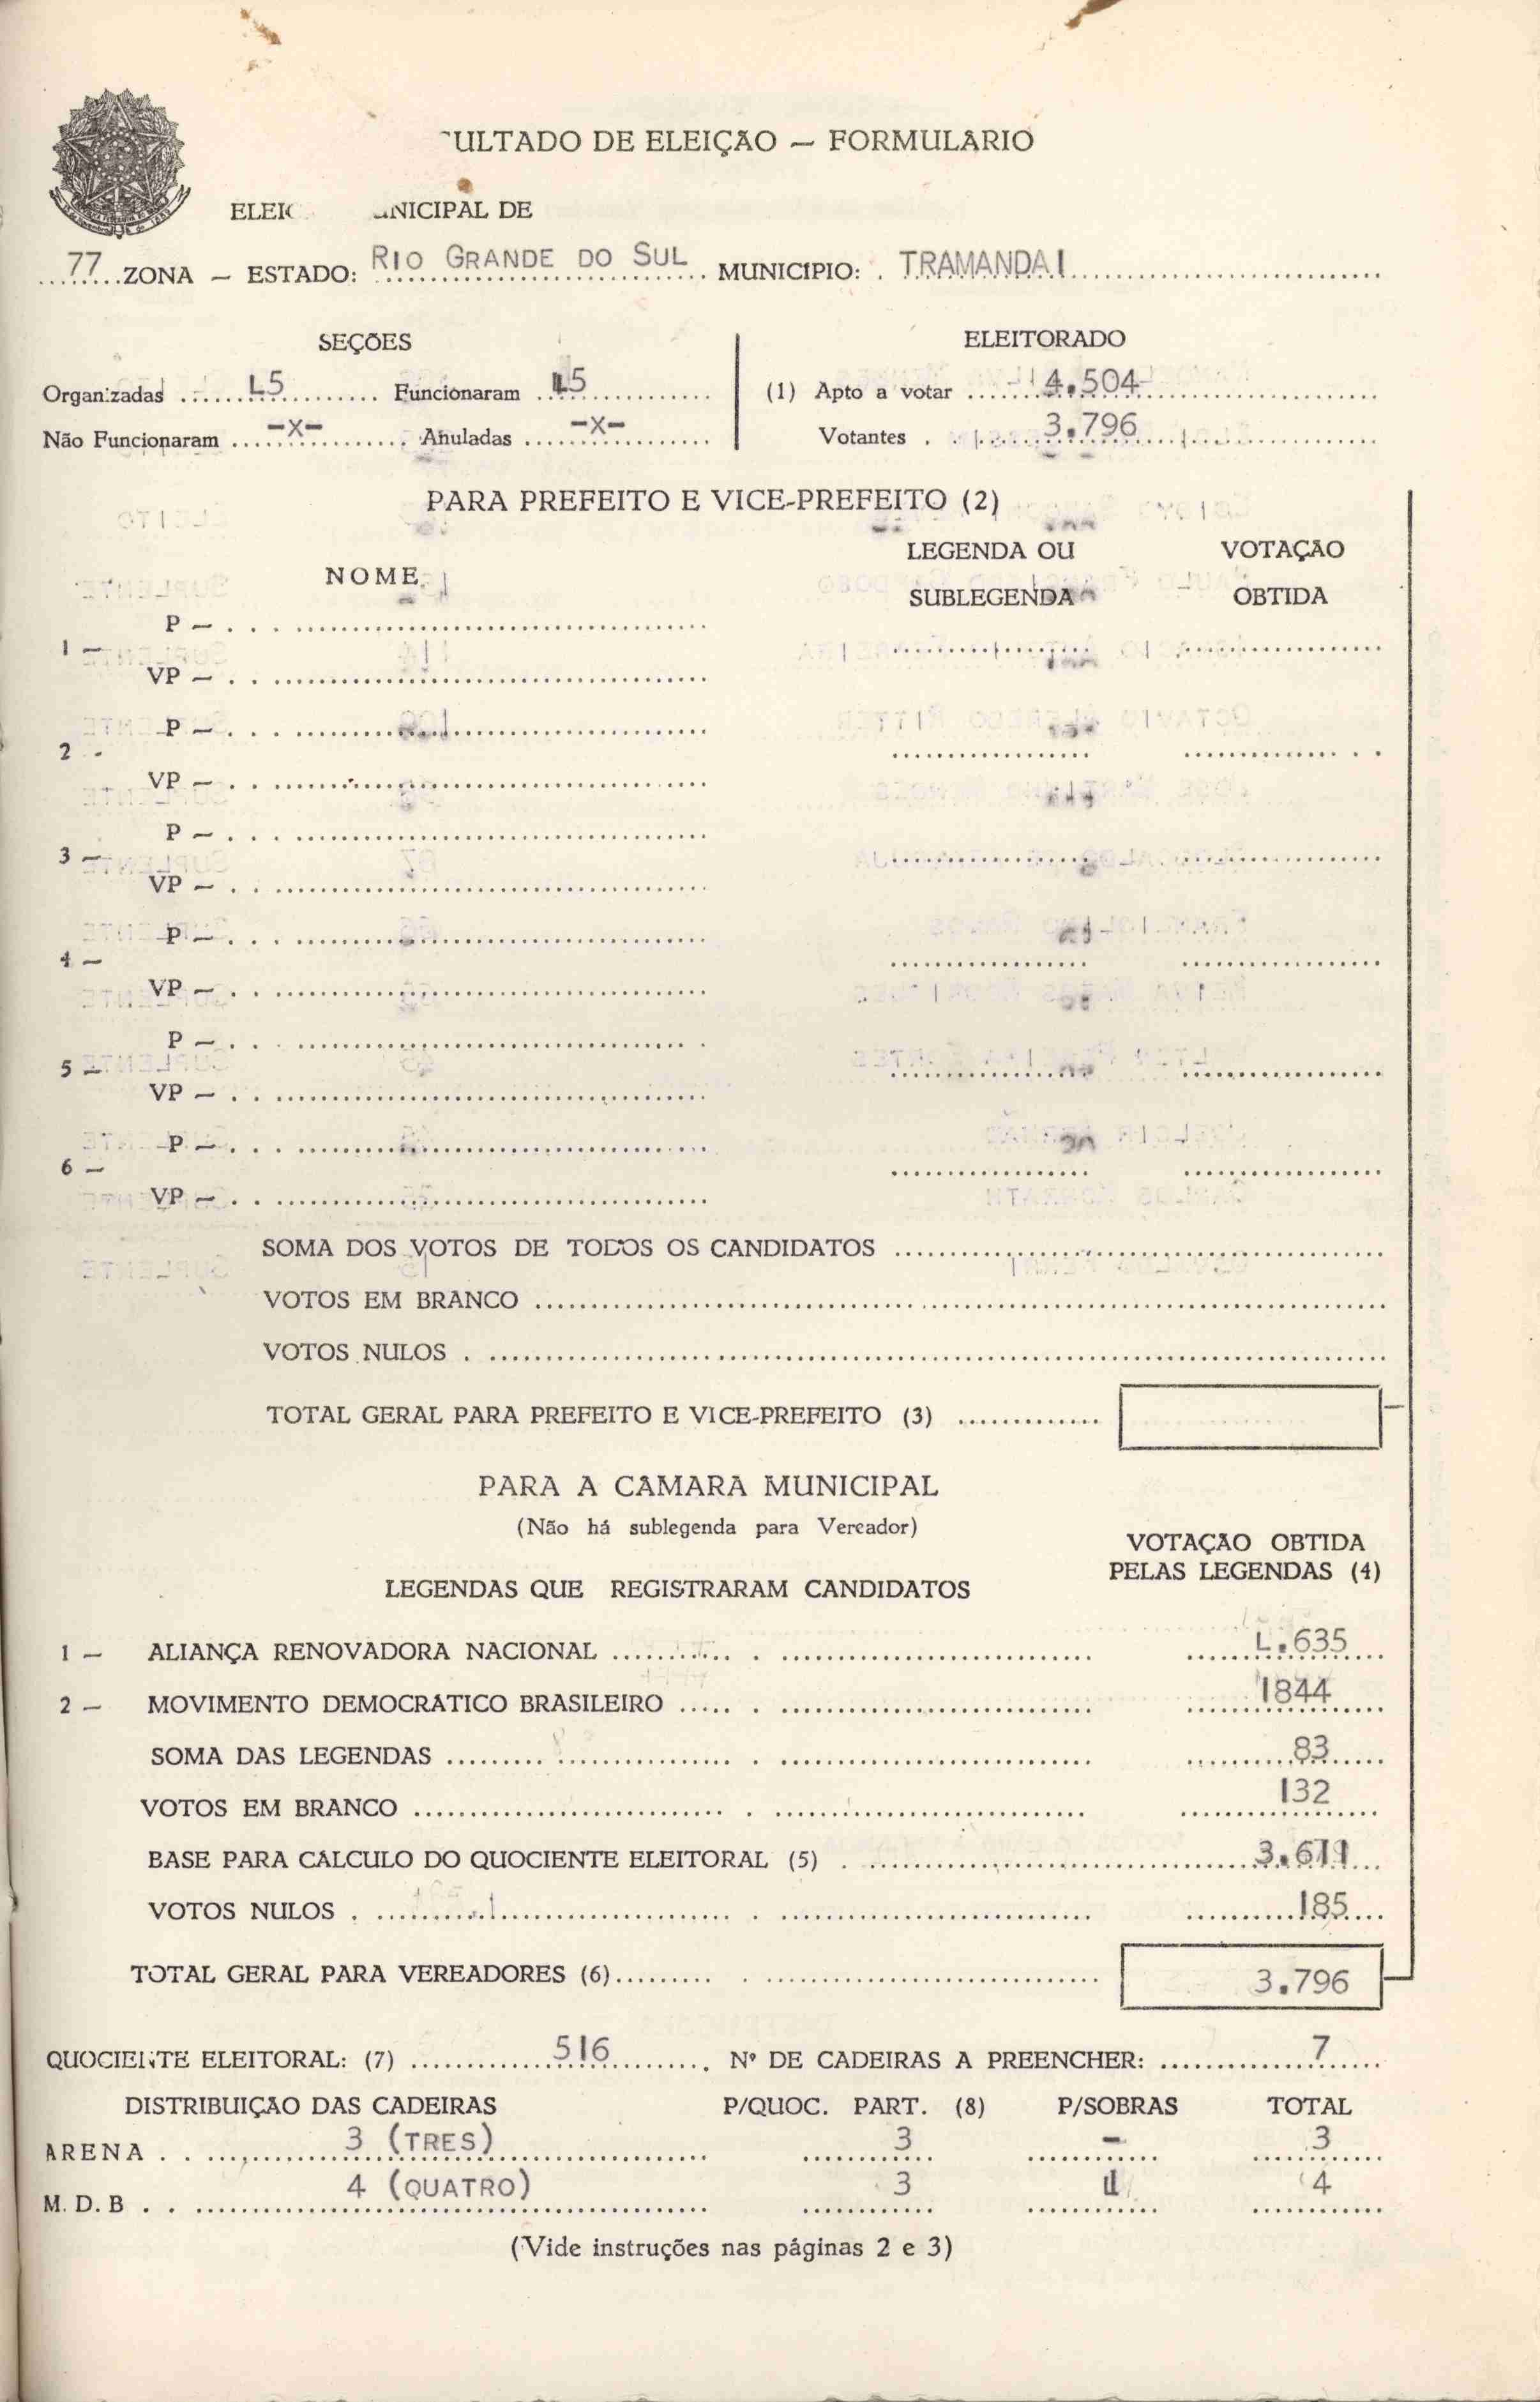 ULTADO DE ELEIÇÃO — FORMULÁRIO
ELEI UNICIPAL DE
77 ZONA — ESTADO: RIO GRANDE DO SUL MUNICIPIO: TRAMANDAI
SEÇÕES
ELEITORADO
Organizadas 15 Funcionaram 15 (1) Apto a votar 4.504
Não Funcionaram -x- Anuladas -x- Votantes 3.796
PARA PREFEITO E VICE-PREFEITO (2)
NOME
LEGENDA OU SUBLEGENDA
VOTAÇÃO OBTIDA
P —
1 —
VP —
P —
2 -
VP —
P —
3 —
VP —
P —
4 —
VP —
P —
5 —
VP —
P —
6 —
VP —
SOMA DOS VOTOS DE TODOS OS CANDIDATOS
VOTOS EM BRANCO
VOTOS NULOS
TOTAL GERAL PARA PREFEITO E VICE-PREFEITO (3)
PARA A CÂMARA MUNICIPAL
(Não há sublegenda para Vereador)
VOTAÇÃO OBTIDA
PELAS LEGENDAS (4)
LEGENDAS QUE REGISTRARAM CANDIDATOS
1 — ALIANÇA RENOVADORA NACIONAL 1.635
2 — MOVIMENTO DEMOCRATICO BRASILEIRO 1844
SOMA DAS LEGENDAS 83
VOTOS EM BRANCO 132
BASE PARA CÁLCULO DO QUOCIENTE ELEITORAL (5) 3.611
VOTOS NULOS 185
TOTAL GERAL PARA VEREADORES (6) 3.796
QUOCIENTE ELEITORAL: (7) 516 Nº DE CADEIRAS A PREENCHER: 7
DISTRIBUIÇÃO DAS CADEIRAS P/QUOC. PART. (8) P/SOBRAS TOTAL
ARENA 3 (TRES) 3 - 3
M. D. B 4 (QUATRO) 3 1 4
(Vide instruções nas páginas 2 e 3)